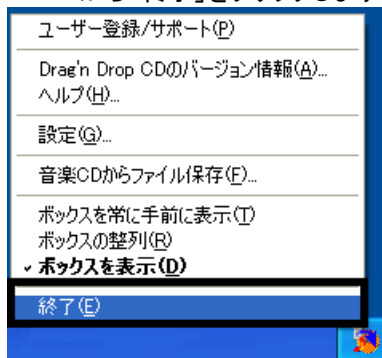 ユーザー登録/サポート(P)
Drag'n Drop CDのバージョン情報(A)...
ヘルプ(H)...
設定(G)...
音楽CDからファイル保存(F)...
ボックスを常に手前に表示(T)
ボックスの整列(R)
ボックスを表示(D)
終了(E)